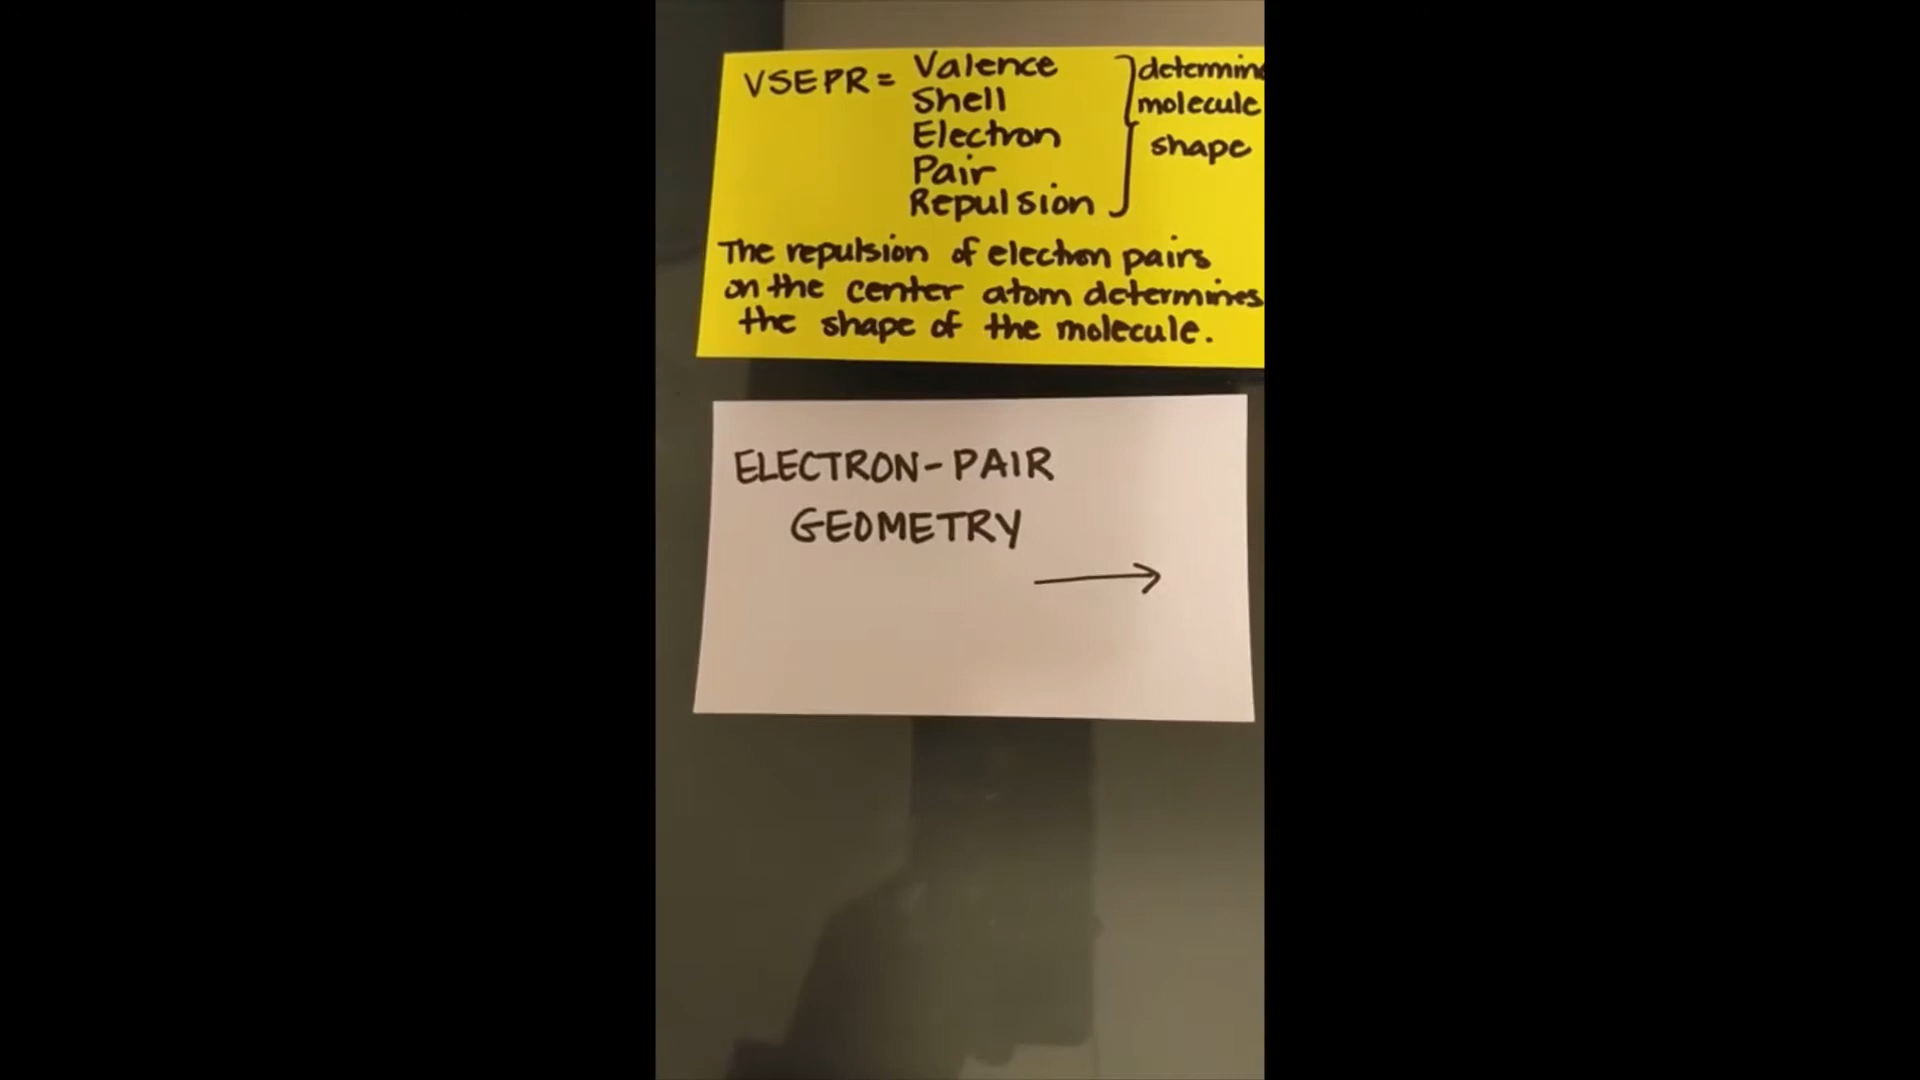 VSEPR = Valence
Shell
Electron
Pair
Repulsion
determine
molecule
shape
The repulsion of electron pairs
on the center atom determines
the shape of the molecule.
ELECTRON-PAIR
GEOMETRY